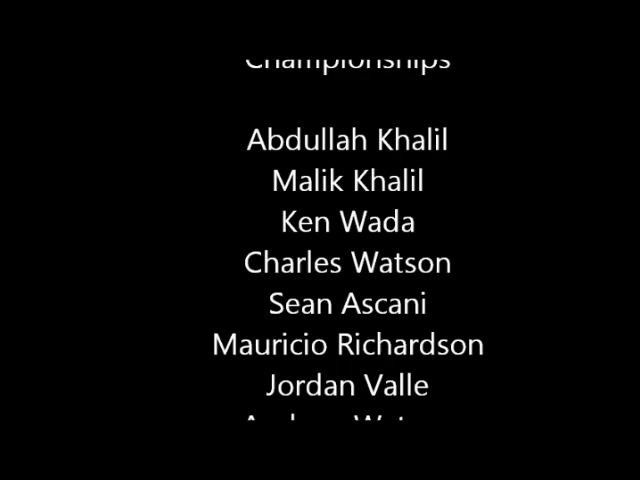 Championships
Abdullah Khalil
Malik Khalil
Ken Wada
Charles Watson
Sean Ascani
Mauricio Richardson
Jordan Valle